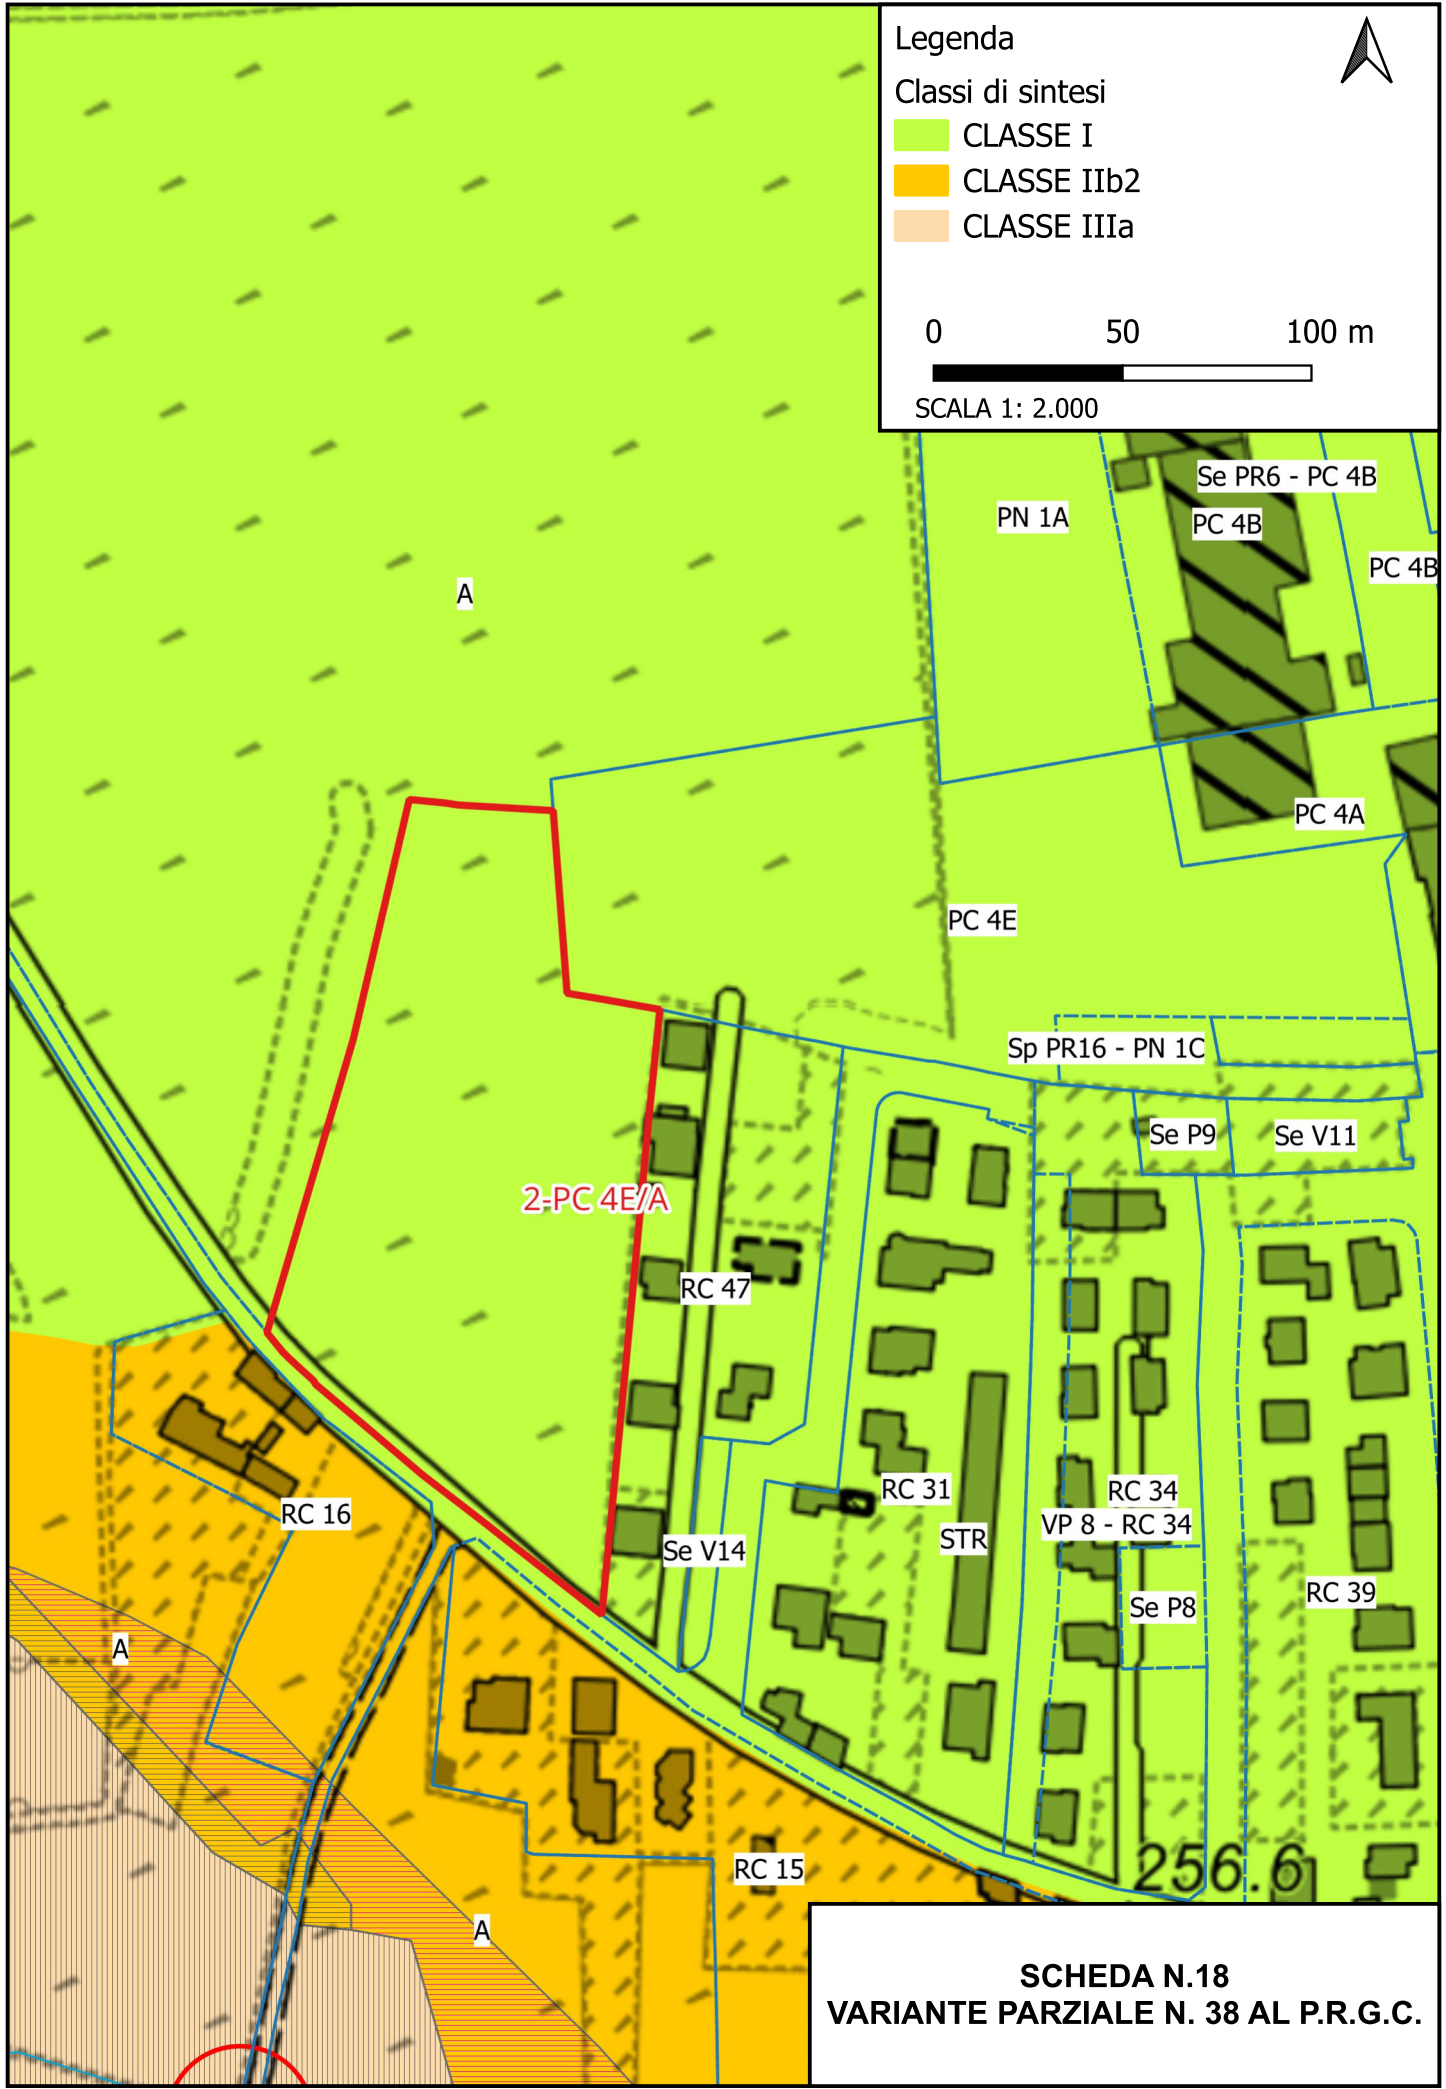 Legenda
Classi di sintesi
CLASSE I
CLASSE IIb2
CLASSE IIIa
0 50 100 m
SCALA 1: 2.000
Se PR6 - PC 4B
PN 1A
PC 4B
PC 4B
A
PC 4A
PC 4E
Sp PR16 - PN 1C
Se P9
Se V11
2-PC 4E/A
RC 47
RC 31
RC 34
RC 16
VP 8 - RC 34
STR
Se V14
RC 39
Se P8
A
RC 15
256.6
A
SCHEDA N.18
VARIANTE PARZIALE N. 38 AL P.R.G.C.